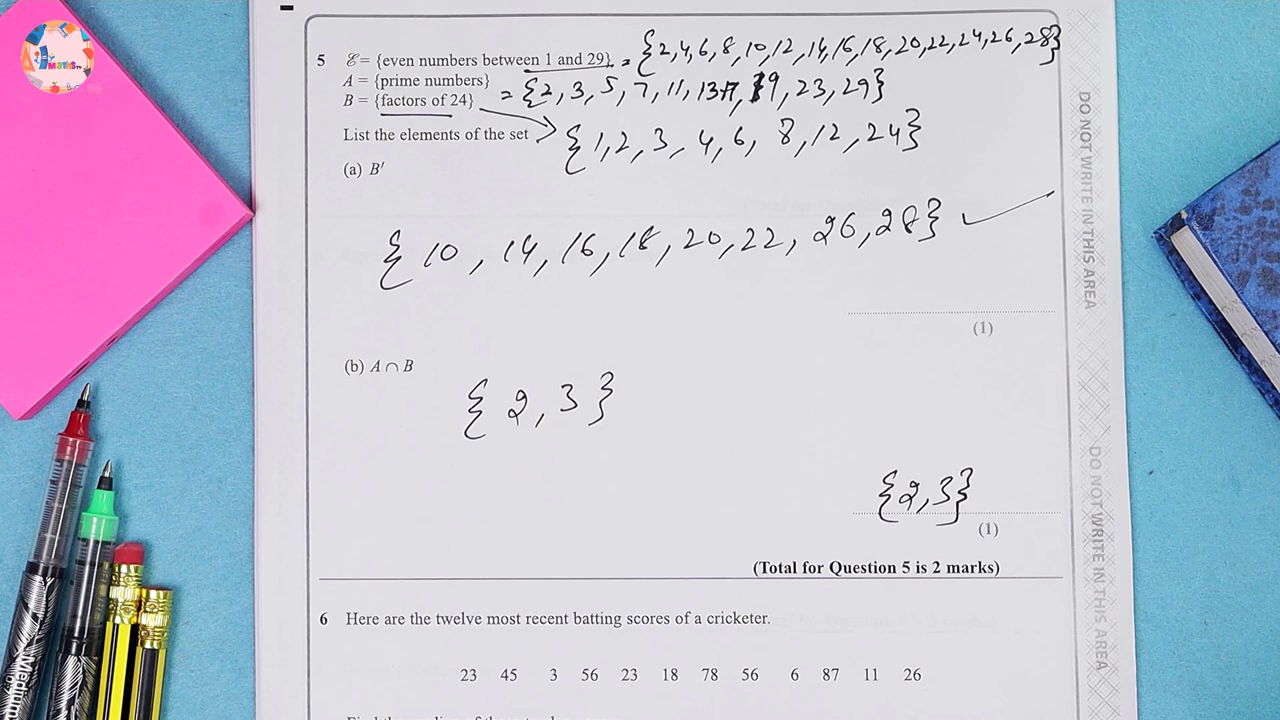 MATHS TV
5 ℰ = {even numbers between 1 and 29} = {2,4,6,8,10,12,14,16,18,20,22,24,26,28}
A = {prime numbers} = {2,3,5,7,11,13,17,19,23,29}
B = {factors of 24}
List the elements of the set {1,2,3,4,6,8,12,24}
(a) B′
{10,14,16,18,20,22,26,28}
(1)
(b) A ∩ B
{2,3}
{2,3}
(1)
(Total for Question 5 is 2 marks)
6 Here are the twelve most recent batting scores of a cricketer.
23 45 3 56 23 18 78 56 6 87 11 26
DO NOT WRITE IN THIS AREA
DO NOT WRITE IN THIS AREA
Medium